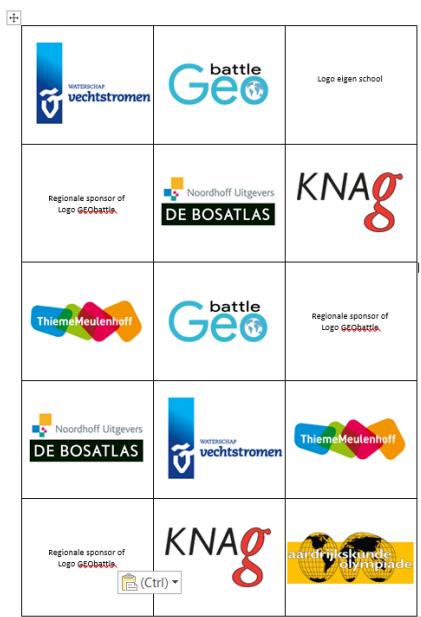 WATERSCHAP
vechtstromen
battle
Geo
Logo eigen school
Regionale sponsor of
Logo GEObattle.
Noordhoff Uitgevers
DE BOSATLAS
KNAg
ThiemeMeulenhoff
battle
Geo
Regionale sponsor of
Logo GEObattle.
Noordhoff Uitgevers
DE BOSATLAS
WATERSCHAP
vechtstromen
ThiemeMeulenhoff
Regionale sponsor of
Logo GEObattle.
KNAg
aardrijkskunde
olympiade
(Ctrl)